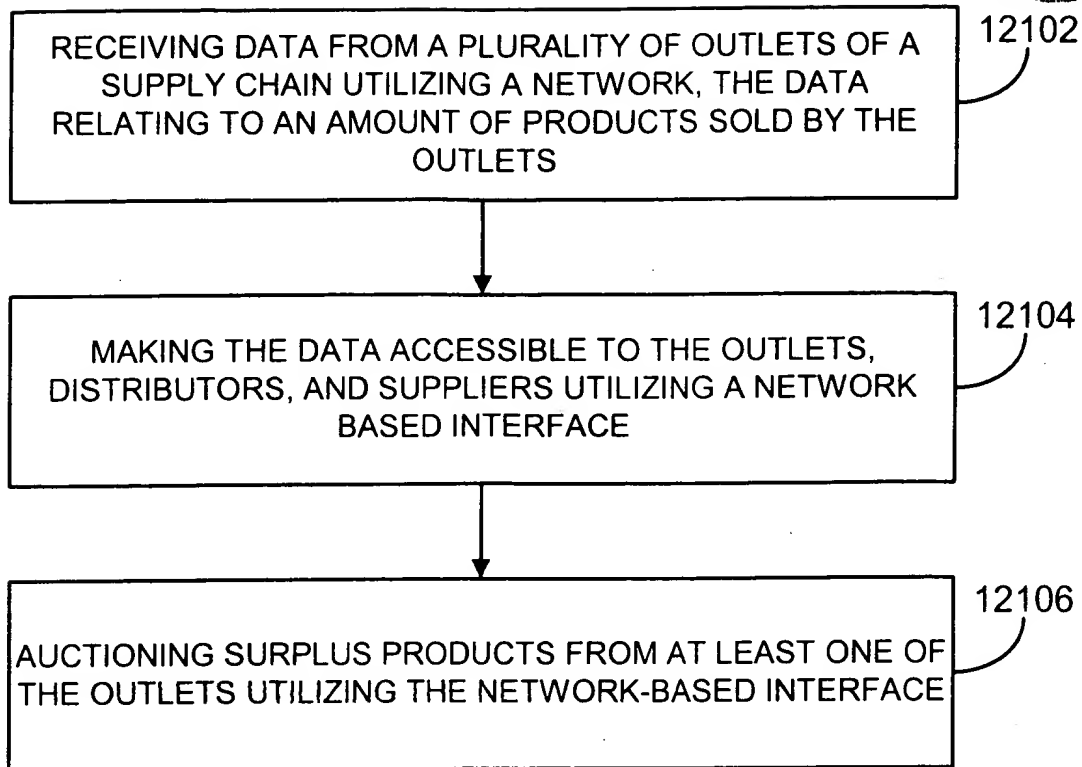 RECEIVING DATA FROM A PLURALITY OF OUTLETS OF A
SUPPLY CHAIN UTILIZING A NETWORK, THE DATA
RELATING TO AN AMOUNT OF PRODUCTS SOLD BY THE
OUTLETS
12102
MAKING THE DATA ACCESSIBLE TO THE OUTLETS,
DISTRIBUTORS, AND SUPPLIERS UTILIZING A NETWORK
BASED INTERFACE
12104
AUCTIONING SURPLUS PRODUCTS FROM AT LEAST ONE OF
THE OUTLETS UTILIZING THE NETWORK-BASED INTERFACE
12106